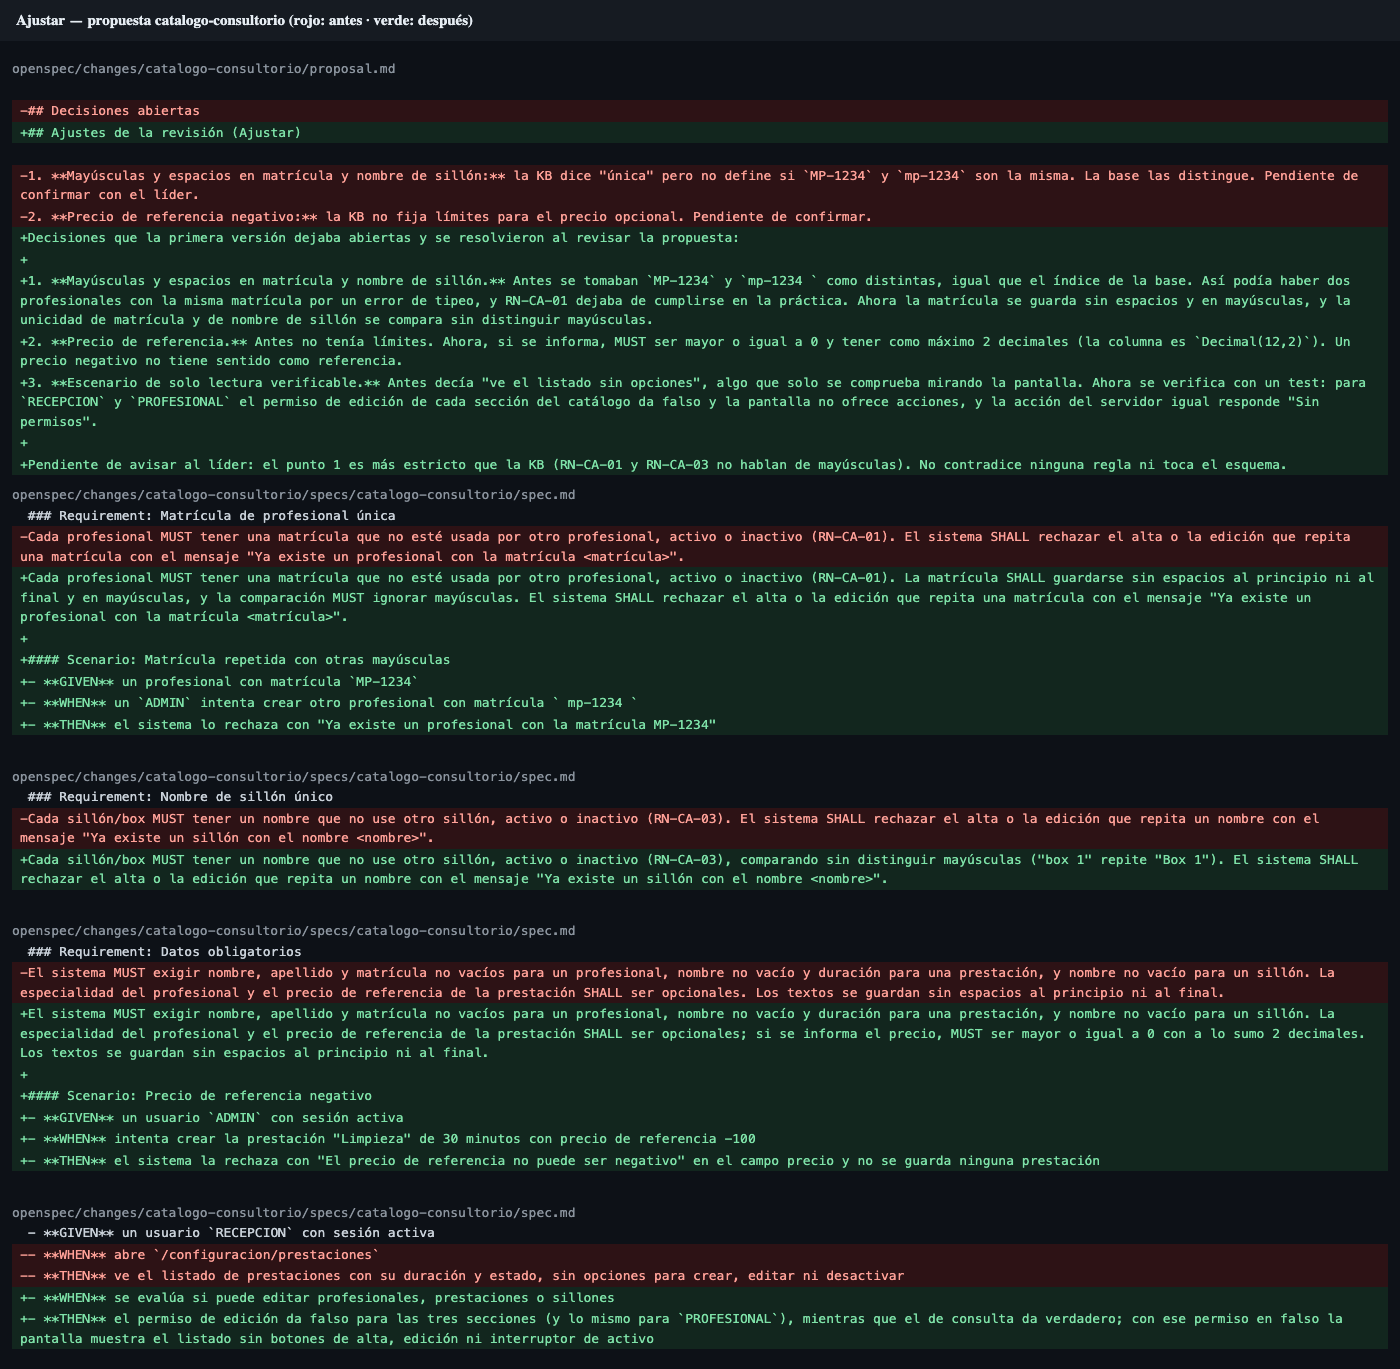 Ajustar — propuesta catalogo-consultorio (rojo: antes · verde: después)
openspec/changes/catalogo-consultorio/proposal.md
-## Decisiones abiertas
+## Ajustes de la revisión (Ajustar)
-1. **Mayúsculas y espacios en matrícula y nombre de sillón:** la KB dice "única" pero no define si `MP-1234` y `mp-1234` son la misma. La base las distingue. Pendiente de
confirmar con el líder.
-2. **Precio de referencia negativo:** la KB no fija límites para el precio opcional. Pendiente de confirmar.
+Decisiones que la primera versión dejaba abiertas y se resolvieron al revisar la propuesta:
+
+1. **Mayúsculas y espacios en matrícula y nombre de sillón.** Antes se tomaban `MP-1234` y `mp-1234 ` como distintas, igual que el índice de la base. Así podía haber dos
profesionales con la misma matrícula por un error de tipeo, y RN-CA-01 dejaba de cumplirse en la práctica. Ahora la matrícula se guarda sin espacios y en mayúsculas, y la
unicidad de matrícula y de nombre de sillón se compara sin distinguir mayúsculas.
+2. **Precio de referencia.** Antes no tenía límites. Ahora, si se informa, MUST ser mayor o igual a 0 y tener como máximo 2 decimales (la columna es `Decimal(12,2)`). Un
precio negativo no tiene sentido como referencia.
+3. **Escenario de solo lectura verificable.** Antes decía "ve el listado sin opciones", algo que solo se comprueba mirando la pantalla. Ahora se verifica con un test: para
`RECEPCION` y `PROFESIONAL` el permiso de edición de cada sección del catálogo da falso y la pantalla no ofrece acciones, y la acción del servidor igual responde "Sin
permisos".
+
+Pendiente de avisar al líder: el punto 1 es más estricto que la KB (RN-CA-01 y RN-CA-03 no hablan de mayúsculas). No contradice ninguna regla ni toca el esquema.
openspec/changes/catalogo-consultorio/specs/catalogo-consultorio/spec.md
### Requirement: Matrícula de profesional única
-Cada profesional MUST tener una matrícula que no esté usada por otro profesional, activo o inactivo (RN-CA-01). El sistema SHALL rechazar el alta o la edición que repita
una matrícula con el mensaje "Ya existe un profesional con la matrícula <matrícula>".
+Cada profesional MUST tener una matrícula que no esté usada por otro profesional, activo o inactivo (RN-CA-01). La matrícula SHALL guardarse sin espacios al principio ni al
final y en mayúsculas, y la comparación MUST ignorar mayúsculas. El sistema SHALL rechazar el alta o la edición que repita una matrícula con el mensaje "Ya existe un
profesional con la matrícula <matrícula>".
+
+#### Scenario: Matrícula repetida con otras mayúsculas
+- **GIVEN** un profesional con matrícula `MP-1234`
+- **WHEN** un `ADMIN` intenta crear otro profesional con matrícula ` mp-1234 `
+- **THEN** el sistema lo rechaza con "Ya existe un profesional con la matrícula MP-1234"
openspec/changes/catalogo-consultorio/specs/catalogo-consultorio/spec.md
### Requirement: Nombre de sillón único
-Cada sillón/box MUST tener un nombre que no use otro sillón, activo o inactivo (RN-CA-03). El sistema SHALL rechazar el alta o la edición que repita un nombre con el
mensaje "Ya existe un sillón con el nombre <nombre>".
+Cada sillón/box MUST tener un nombre que no use otro sillón, activo o inactivo (RN-CA-03), comparando sin distinguir mayúsculas ("box 1" repite "Box 1"). El sistema SHALL
rechazar el alta o la edición que repita un nombre con el mensaje "Ya existe un sillón con el nombre <nombre>".
openspec/changes/catalogo-consultorio/specs/catalogo-consultorio/spec.md
### Requirement: Datos obligatorios
-El sistema MUST exigir nombre, apellido y matrícula no vacíos para un profesional, nombre no vacío y duración para una prestación, y nombre no vacío para un sillón. La
especialidad del profesional y el precio de referencia de la prestación SHALL ser opcionales. Los textos se guardan sin espacios al principio ni al final.
+El sistema MUST exigir nombre, apellido y matrícula no vacíos para un profesional, nombre no vacío y duración para una prestación, y nombre no vacío para un sillón. La
especialidad del profesional y el precio de referencia de la prestación SHALL ser opcionales; si se informa el precio, MUST ser mayor o igual a 0 con a lo sumo 2 decimales.
Los textos se guardan sin espacios al principio ni al final.
+
+#### Scenario: Precio de referencia negativo
+- **GIVEN** un usuario `ADMIN` con sesión activa
+- **WHEN** intenta crear la prestación "Limpieza" de 30 minutos con precio de referencia -100
+- **THEN** el sistema la rechaza con "El precio de referencia no puede ser negativo" en el campo precio y no se guarda ninguna prestación
openspec/changes/catalogo-consultorio/specs/catalogo-consultorio/spec.md
- **GIVEN** un usuario `RECEPCION` con sesión activa
-- **WHEN** abre `/configuracion/prestaciones`
-- **THEN** ve el listado de prestaciones con su duración y estado, sin opciones para crear, editar ni desactivar
+- **WHEN** se evalúa si puede editar profesionales, prestaciones o sillones
+- **THEN** el permiso de edición da falso para las tres secciones (y lo mismo para `PROFESIONAL`), mientras que el de consulta da verdadero; con ese permiso en falso la
pantalla muestra el listado sin botones de alta, edición ni interruptor de activo